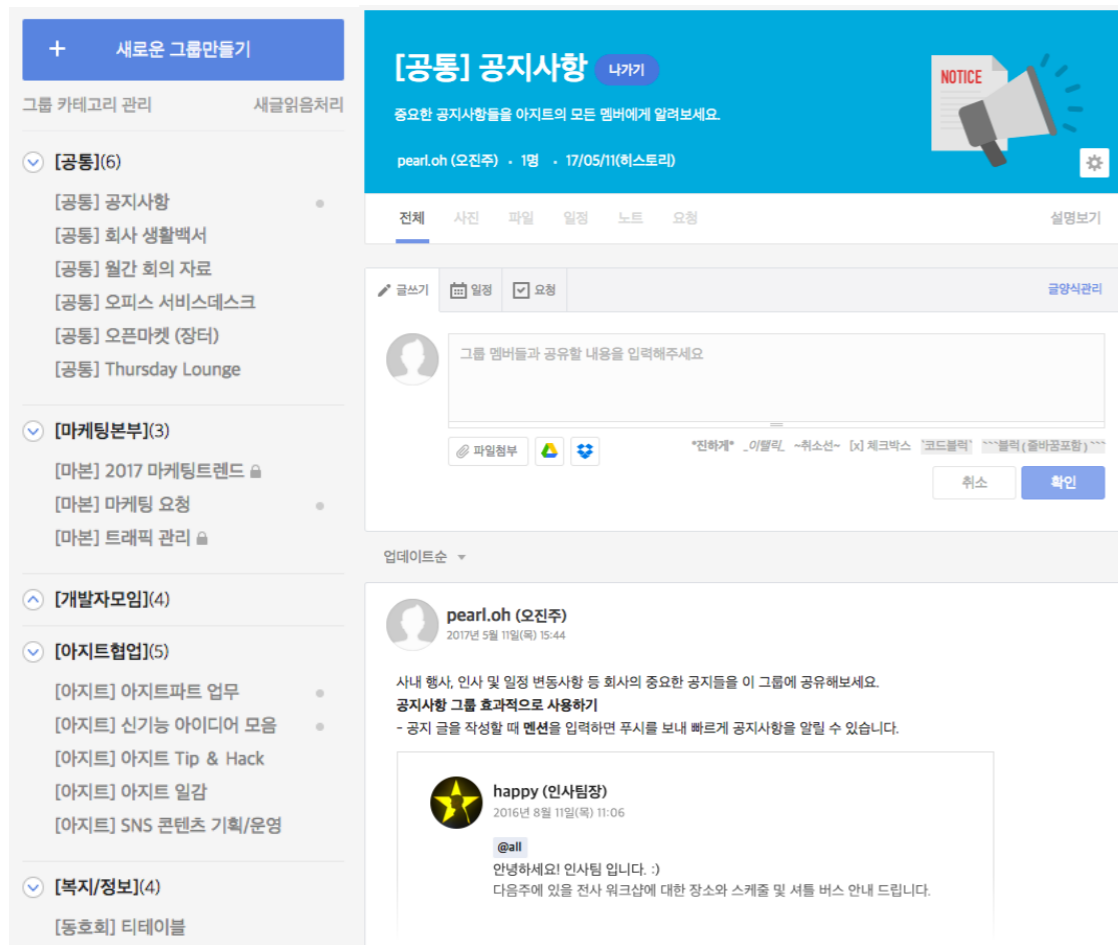 + 새로운 그룹만들기
그룹 카테고리 관리 새글읽음처리
[공통](6)
[공통] 공지사항
[공통] 회사 생활백서
[공통] 월간 회의 자료
[공통] 오피스 서비스데스크
[공통] 오픈마켓 (장터)
[공통] Thursday Lounge
[마케팅본부](3)
[마본] 2017 마케팅트렌드
[마본] 마케팅 요청
[마본] 트래픽 관리
[개발자모임](4)
[아지트협업](5)
[아지트] 아지트파트 업무
[아지트] 신기능 아이디어 모음
[아지트] 아지트 Tip & Hack
[아지트] 아지트 일감
[아지트] SNS 콘텐츠 기획/운영
[복지/정보](4)
[동호회] 티테이블
[공통] 공지사항 나가기
중요한 공지사항들을 아지트의 모든 멤버에게 알려보세요.
pearl.oh (오진주) · 1명 · 17/05/11(히스토리)
NOTICE
전체 사진 파일 일정 노트 요청 설명보기
글쓰기 일정 요청 글양식관리
그룹 멤버들과 공유할 내용을 입력해주세요
파일첨부 *진하게* _이탤릭_ ~취소선~ [x] 체크박스 `코드블럭` ```블럭(줄바꿈포함)```
취소 확인
업데이트순
pearl.oh (오진주)
2017년 5월 11일(목) 15:44
사내 행사, 인사 및 일정 변동사항 등 회사의 중요한 공지들을 이 그룹에 공유해보세요.
공지사항 그룹 효과적으로 사용하기
- 공지 글을 작성할 때 멘션을 입력하면 푸시를 보내 빠르게 공지사항을 알릴 수 있습니다.
happy (인사팀장)
2016년 8월 11일(목) 11:06
@all
안녕하세요! 인사팀 입니다. :)
다음주에 있을 전사 워크샵에 대한 장소와 스케줄 및 셔틀 버스 안내 드립니다.